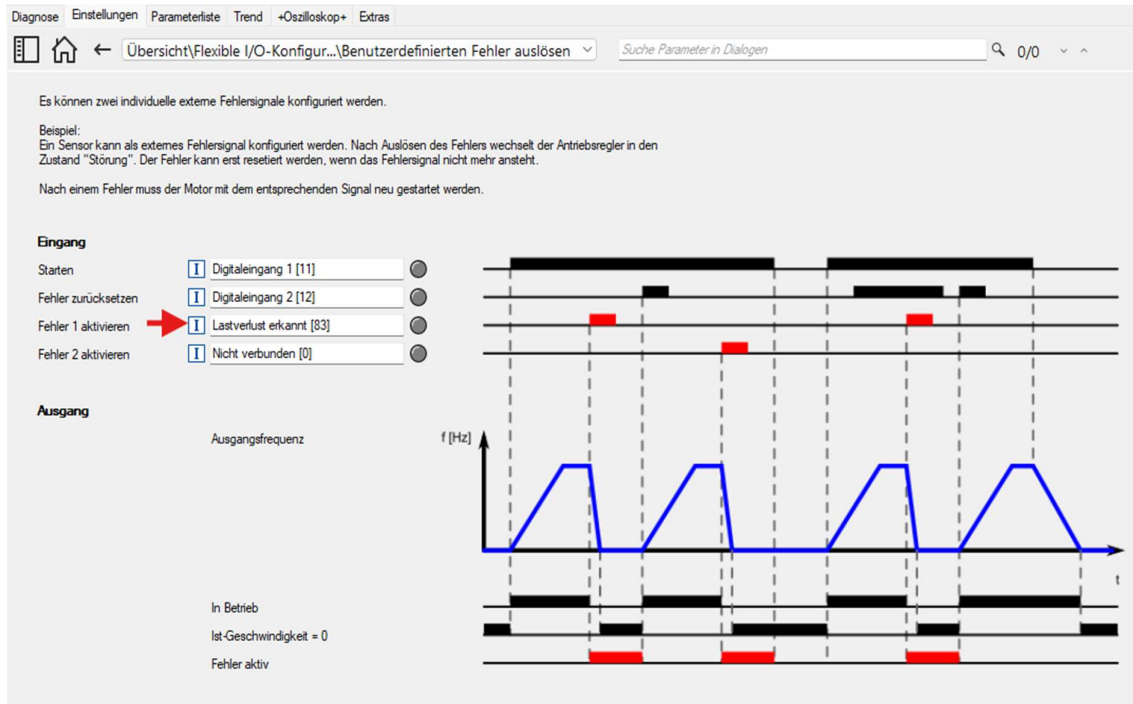 Diagnose Einstellungen Parameterliste Trend +Oszilloskop+ Extras
Übersicht\Flexible I/O-Konfigur...\Benutzerdefinierten Fehler auslösen Suche Parameter in Dialogen 0/0
Es können zwei individuelle externe Fehlersignale konfiguriert werden.
Beispiel:
Ein Sensor kann als externes Fehlersignal konfiguriert werden. Nach Auslösen des Fehlers wechselt der Antriebsregler in den
Zustand "Störung". Der Fehler kann erst resetiert werden, wenn das Fehlersignal nicht mehr ansteht.
Nach einem Fehler muss der Motor mit dem entsprechenden Signal neu gestartet werden.
Eingang
Starten I Digitaleingang 1 [11]
Fehler zurücksetzen I Digitaleingang 2 [12]
Fehler 1 aktivieren I Lastverlust erkannt [83]
Fehler 2 aktivieren I Nicht verbunden [0]
Ausgang
Ausgangsfrequenz f [Hz]
t
In Betrieb
Ist-Geschwindigkeit = 0
Fehler aktiv